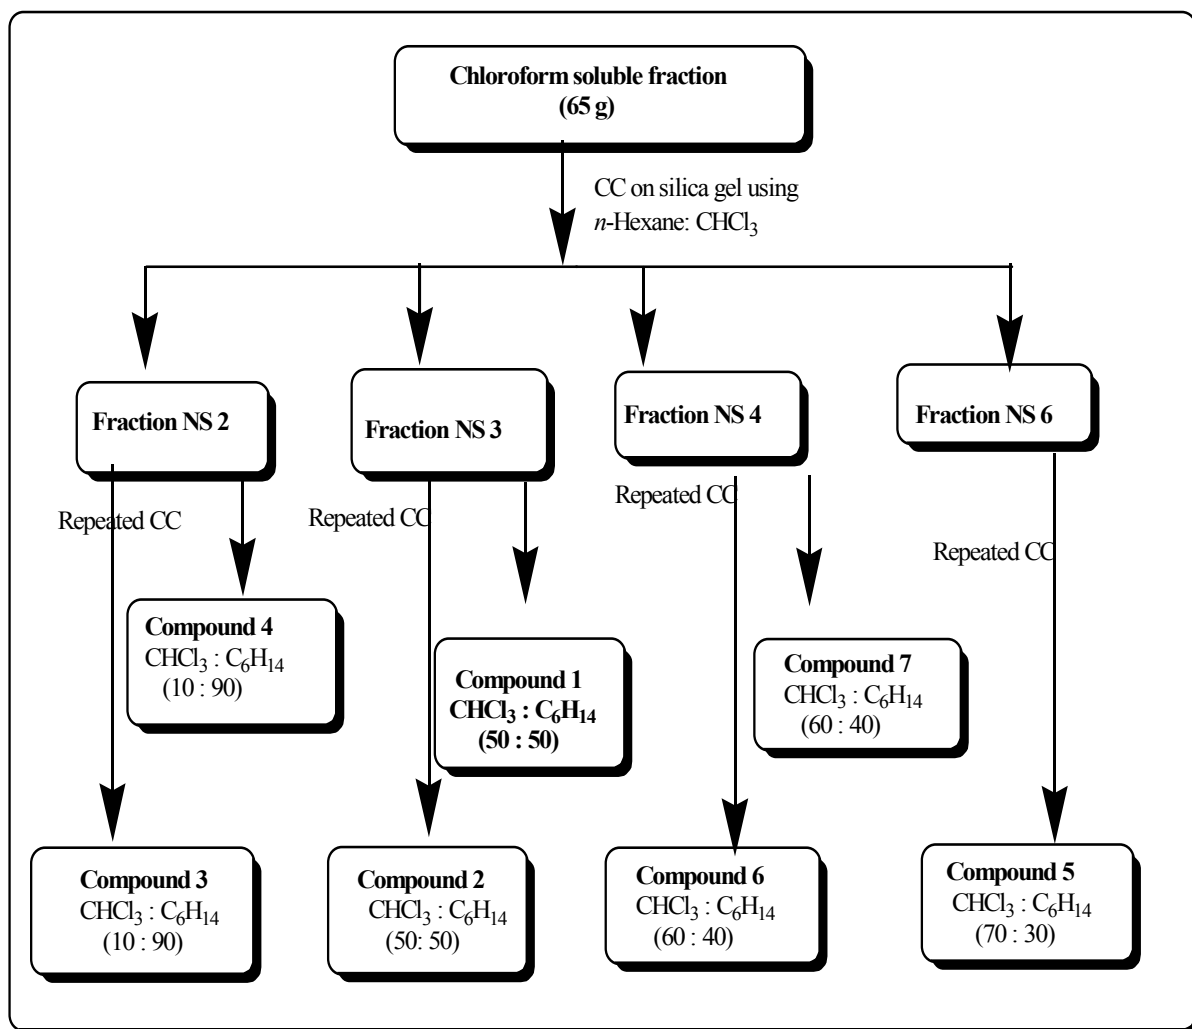 Chloroform soluble fraction
(65 g)
CC on silica gel using
n-Hexane: CHCl₃
Fraction NS 2
Fraction NS 3
Fraction NS 4
Fraction NS 6
Repeated CC
Repeated CC
Repeated CC
Repeated CC
Compound 4
CHCl₃ : C₆H₁₄
(10 : 90)
Compound 1
CHCl₃ : C₆H₁₄
(50 : 50)
Compound 7
CHCl₃ : C₆H₁₄
(60 : 40)
Compound 3
CHCl₃ : C₆H₁₄
(10 : 90)
Compound 2
CHCl₃ : C₆H₁₄
(50: 50)
Compound 6
CHCl₃ : C₆H₁₄
(60 : 40)
Compound 5
CHCl₃ : C₆H₁₄
(70 : 30)